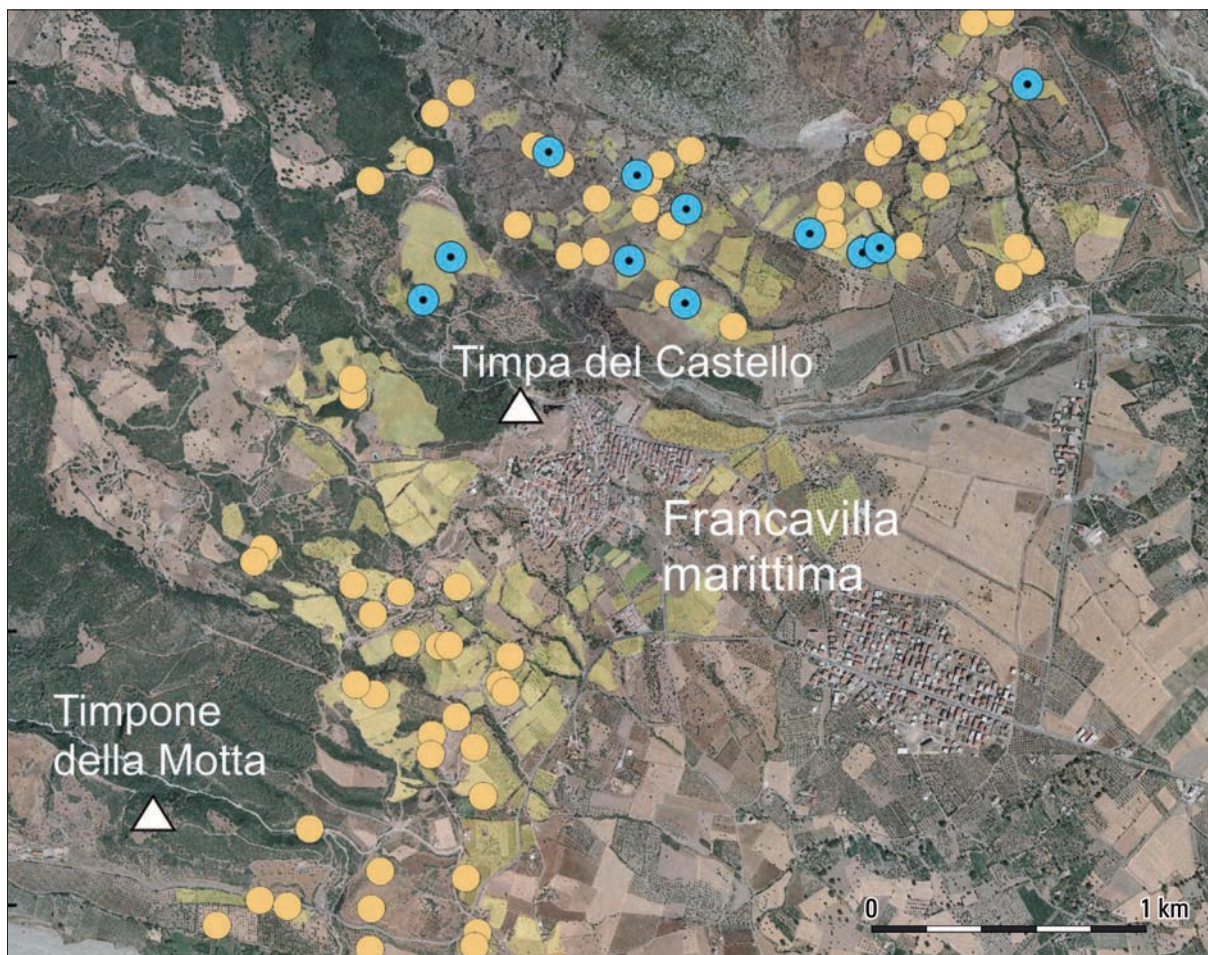 Timpa del Castello
Francavilla
marittima
Timpone
della Motta
0 1 km